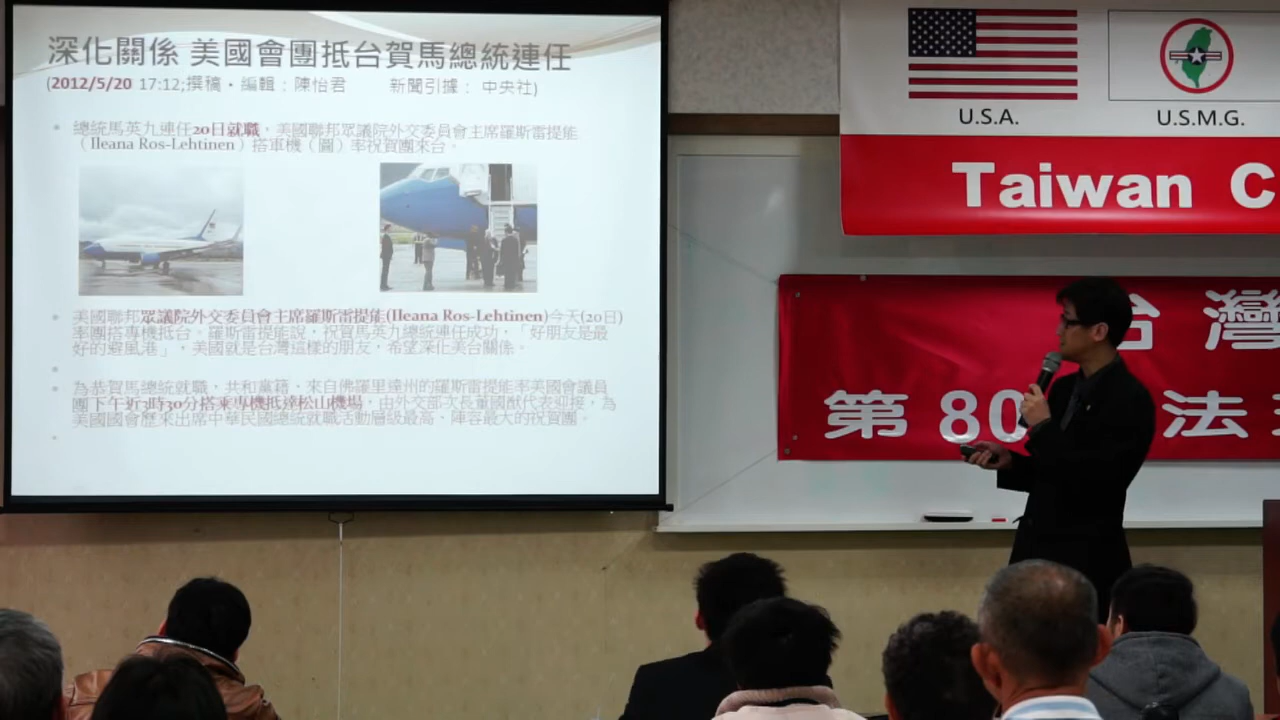 深化關係 美國會團抵台賀馬總統連任
(2012/5/20 17:12;撰稿‧編輯：陳怡君 新聞引據： 中央社)
總統馬英九連任20日就職，美國聯邦眾議院外交委員會主席羅斯雷提能
（Ileana Ros-Lehtinen）搭軍機（圖）率祝賀團來台。
美國聯邦眾議院外交委員會主席羅斯雷提能(Ileana Ros-Lehtinen)今天(20日)
率團搭專機抵台。羅斯雷提能說，祝賀馬英九總統連任成功，「好朋友是最
好的避風港」，美國就是台灣這樣的朋友，希望深化美台關係。
為恭賀馬總統就職，共和黨籍、來自佛羅里達州的羅斯雷提能率美國會議員
團下午近3時30分搭乘專機抵達松山機場，由外交部次長董國猷代表迎接，為
美國國會歷來出席中華民國總統就職活動層級最高、陣容最大的祝賀團。
U.S.A.
U.S.M.G.
Taiwan C
台灣
第 80 法